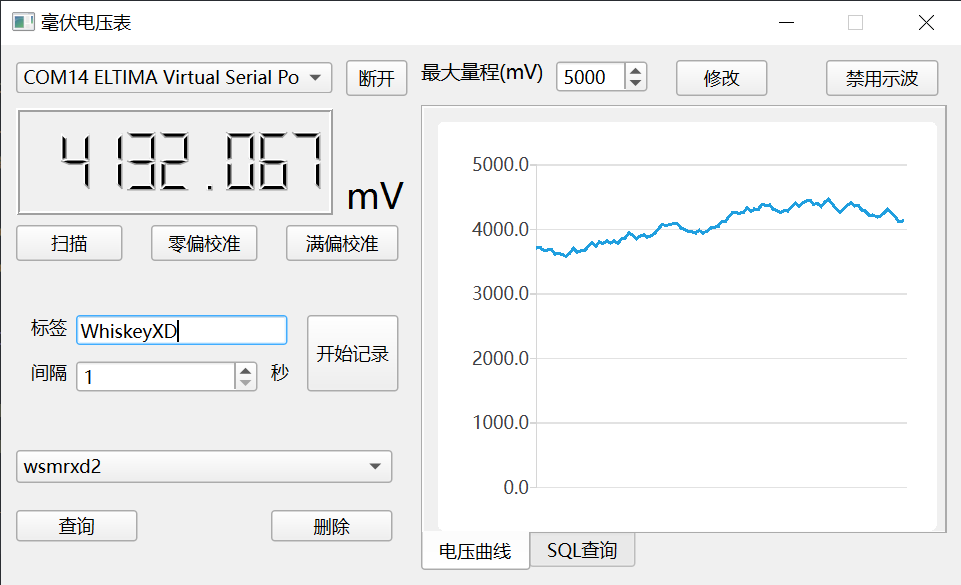 毫伏电压表
COM14 ELTIMA Virtual Serial Po
断开
最大量程(mV)
5000
修改
禁用示波
4132.067
mV
扫描
零偏校准
满偏校准
标签
WhiskeyXD
间隔
1
秒
开始记录
wsmrxd2
查询
删除
5000.0
4000.0
3000.0
2000.0
1000.0
0.0
电压曲线
SQL查询